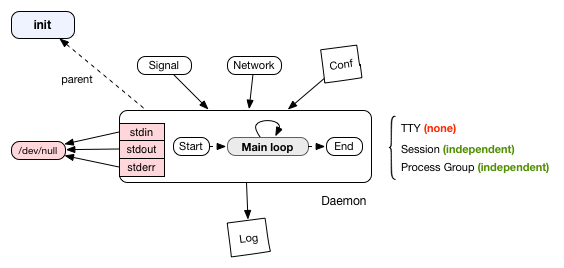 init
Signal
Network
Conf
parent
stdin
stdout
stderr
/dev/null
Start
Main loop
End
TTY (none)
Session (independent)
Process Group (independent)
Daemon
Log